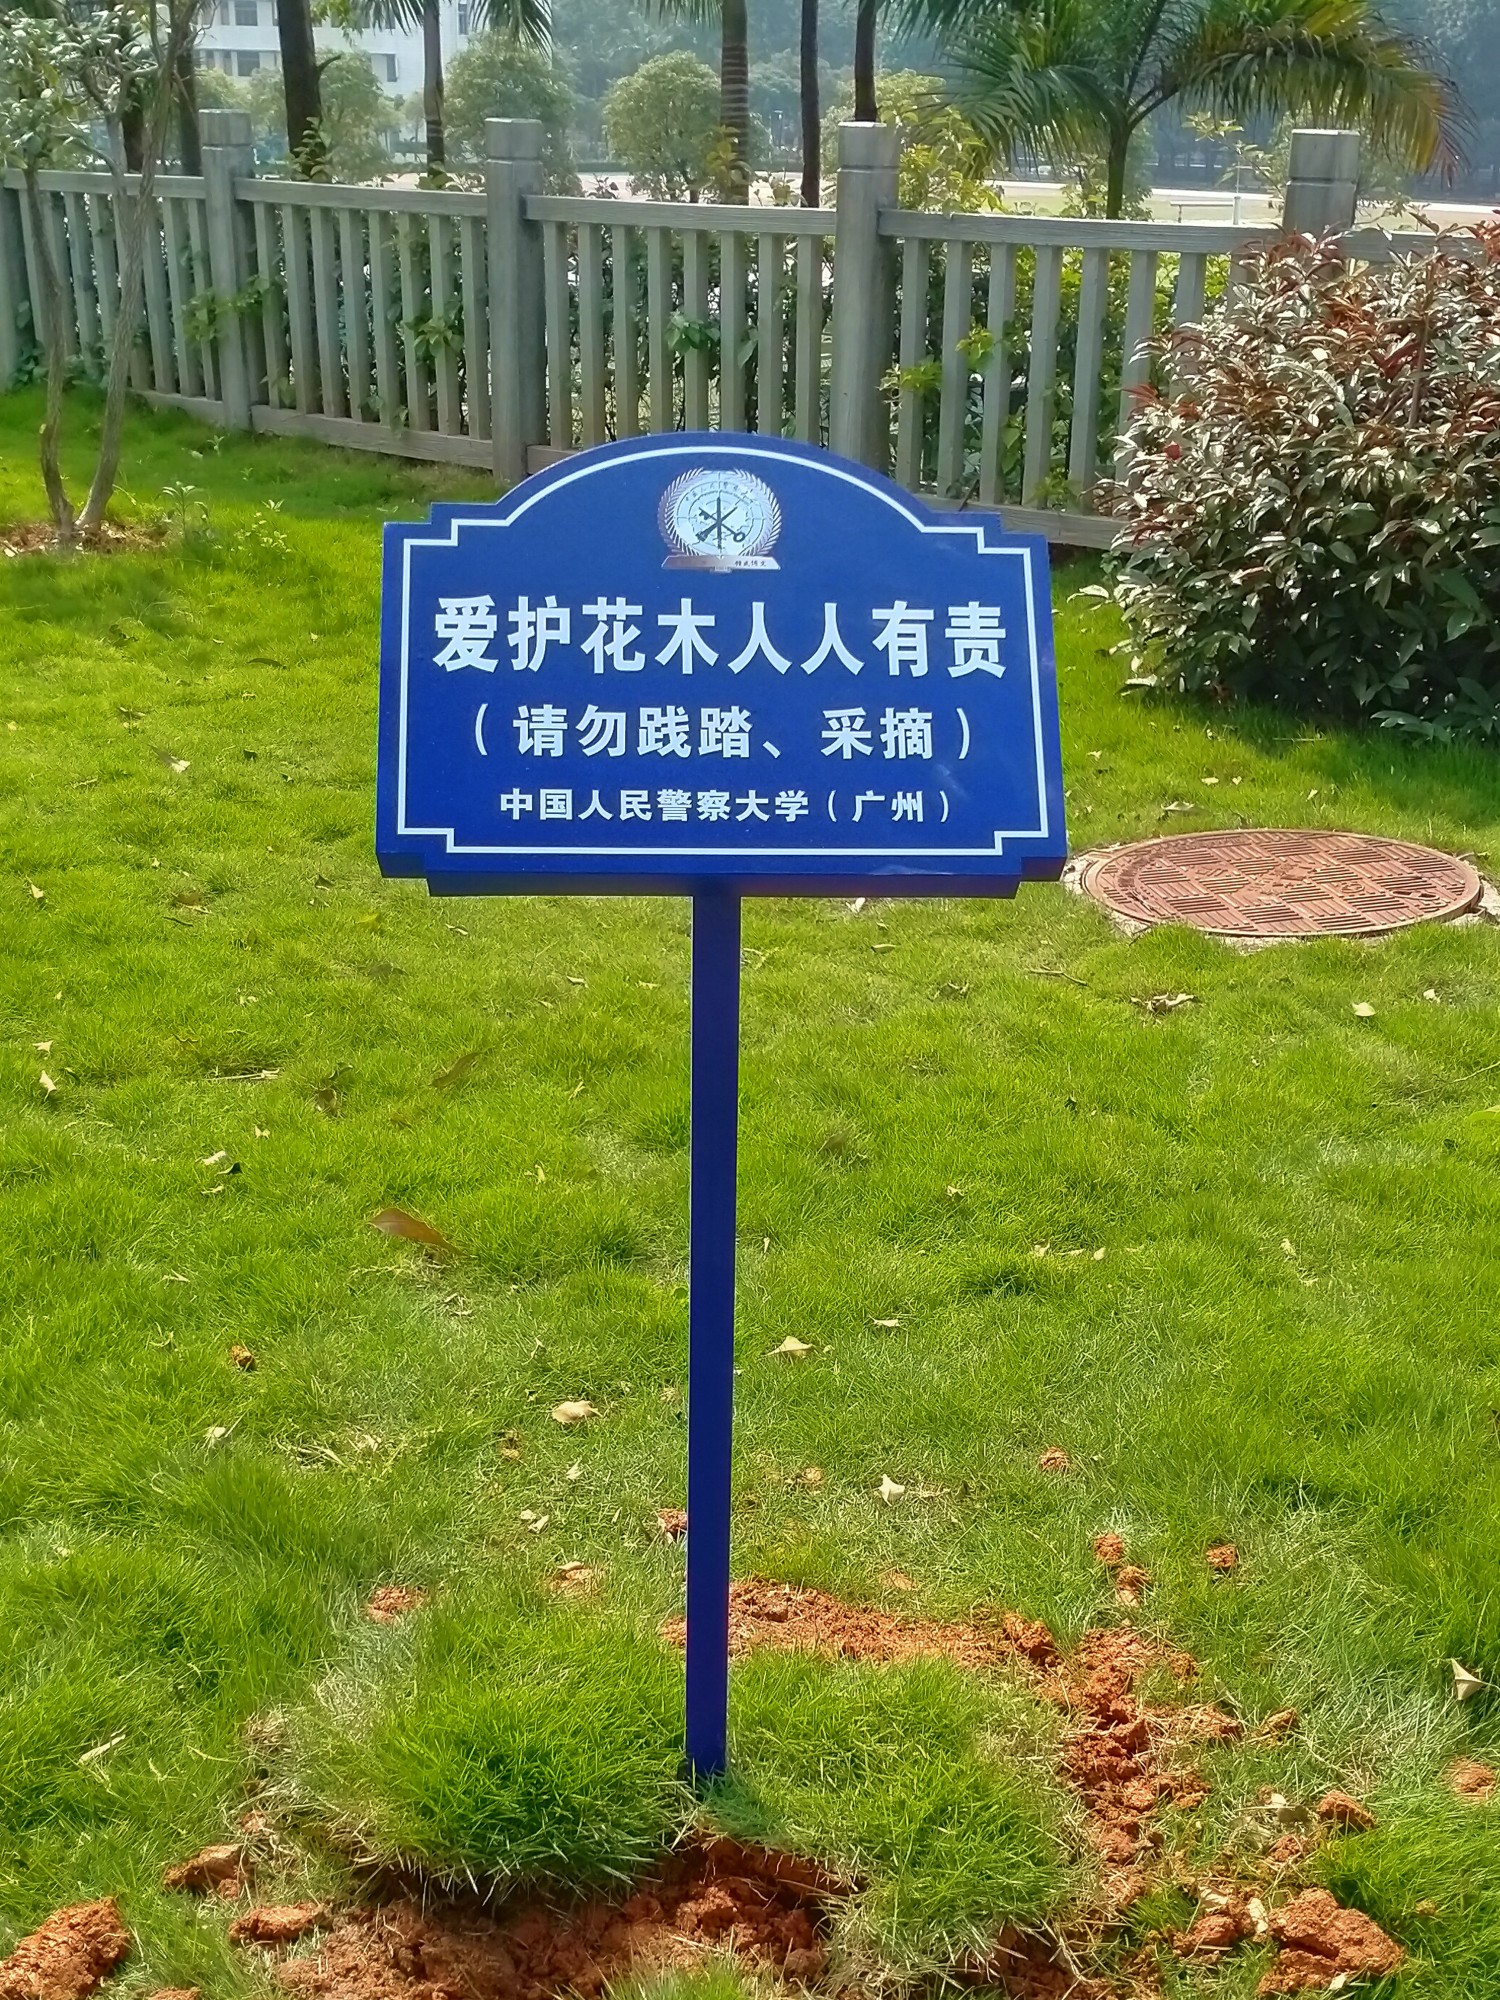 爱护花木人人有责
（请勿践踏、采摘）
中国人民警察大学（广州）